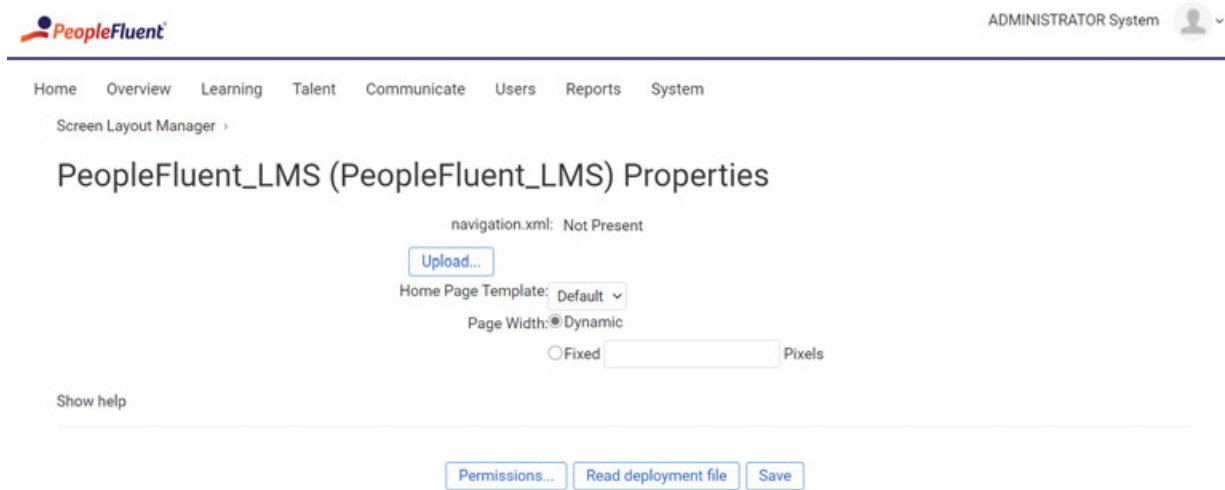 PeopleFluent
ADMINISTRATOR System
Home Overview Learning Talent Communicate Users Reports System
Screen Layout Manager ›
PeopleFluent_LMS (PeopleFluent_LMS) Properties
navigation.xml: Not Present
Upload...
Home Page Template: Default
Page Width: Dynamic
Fixed Pixels
Show help
Permissions... Read deployment file Save